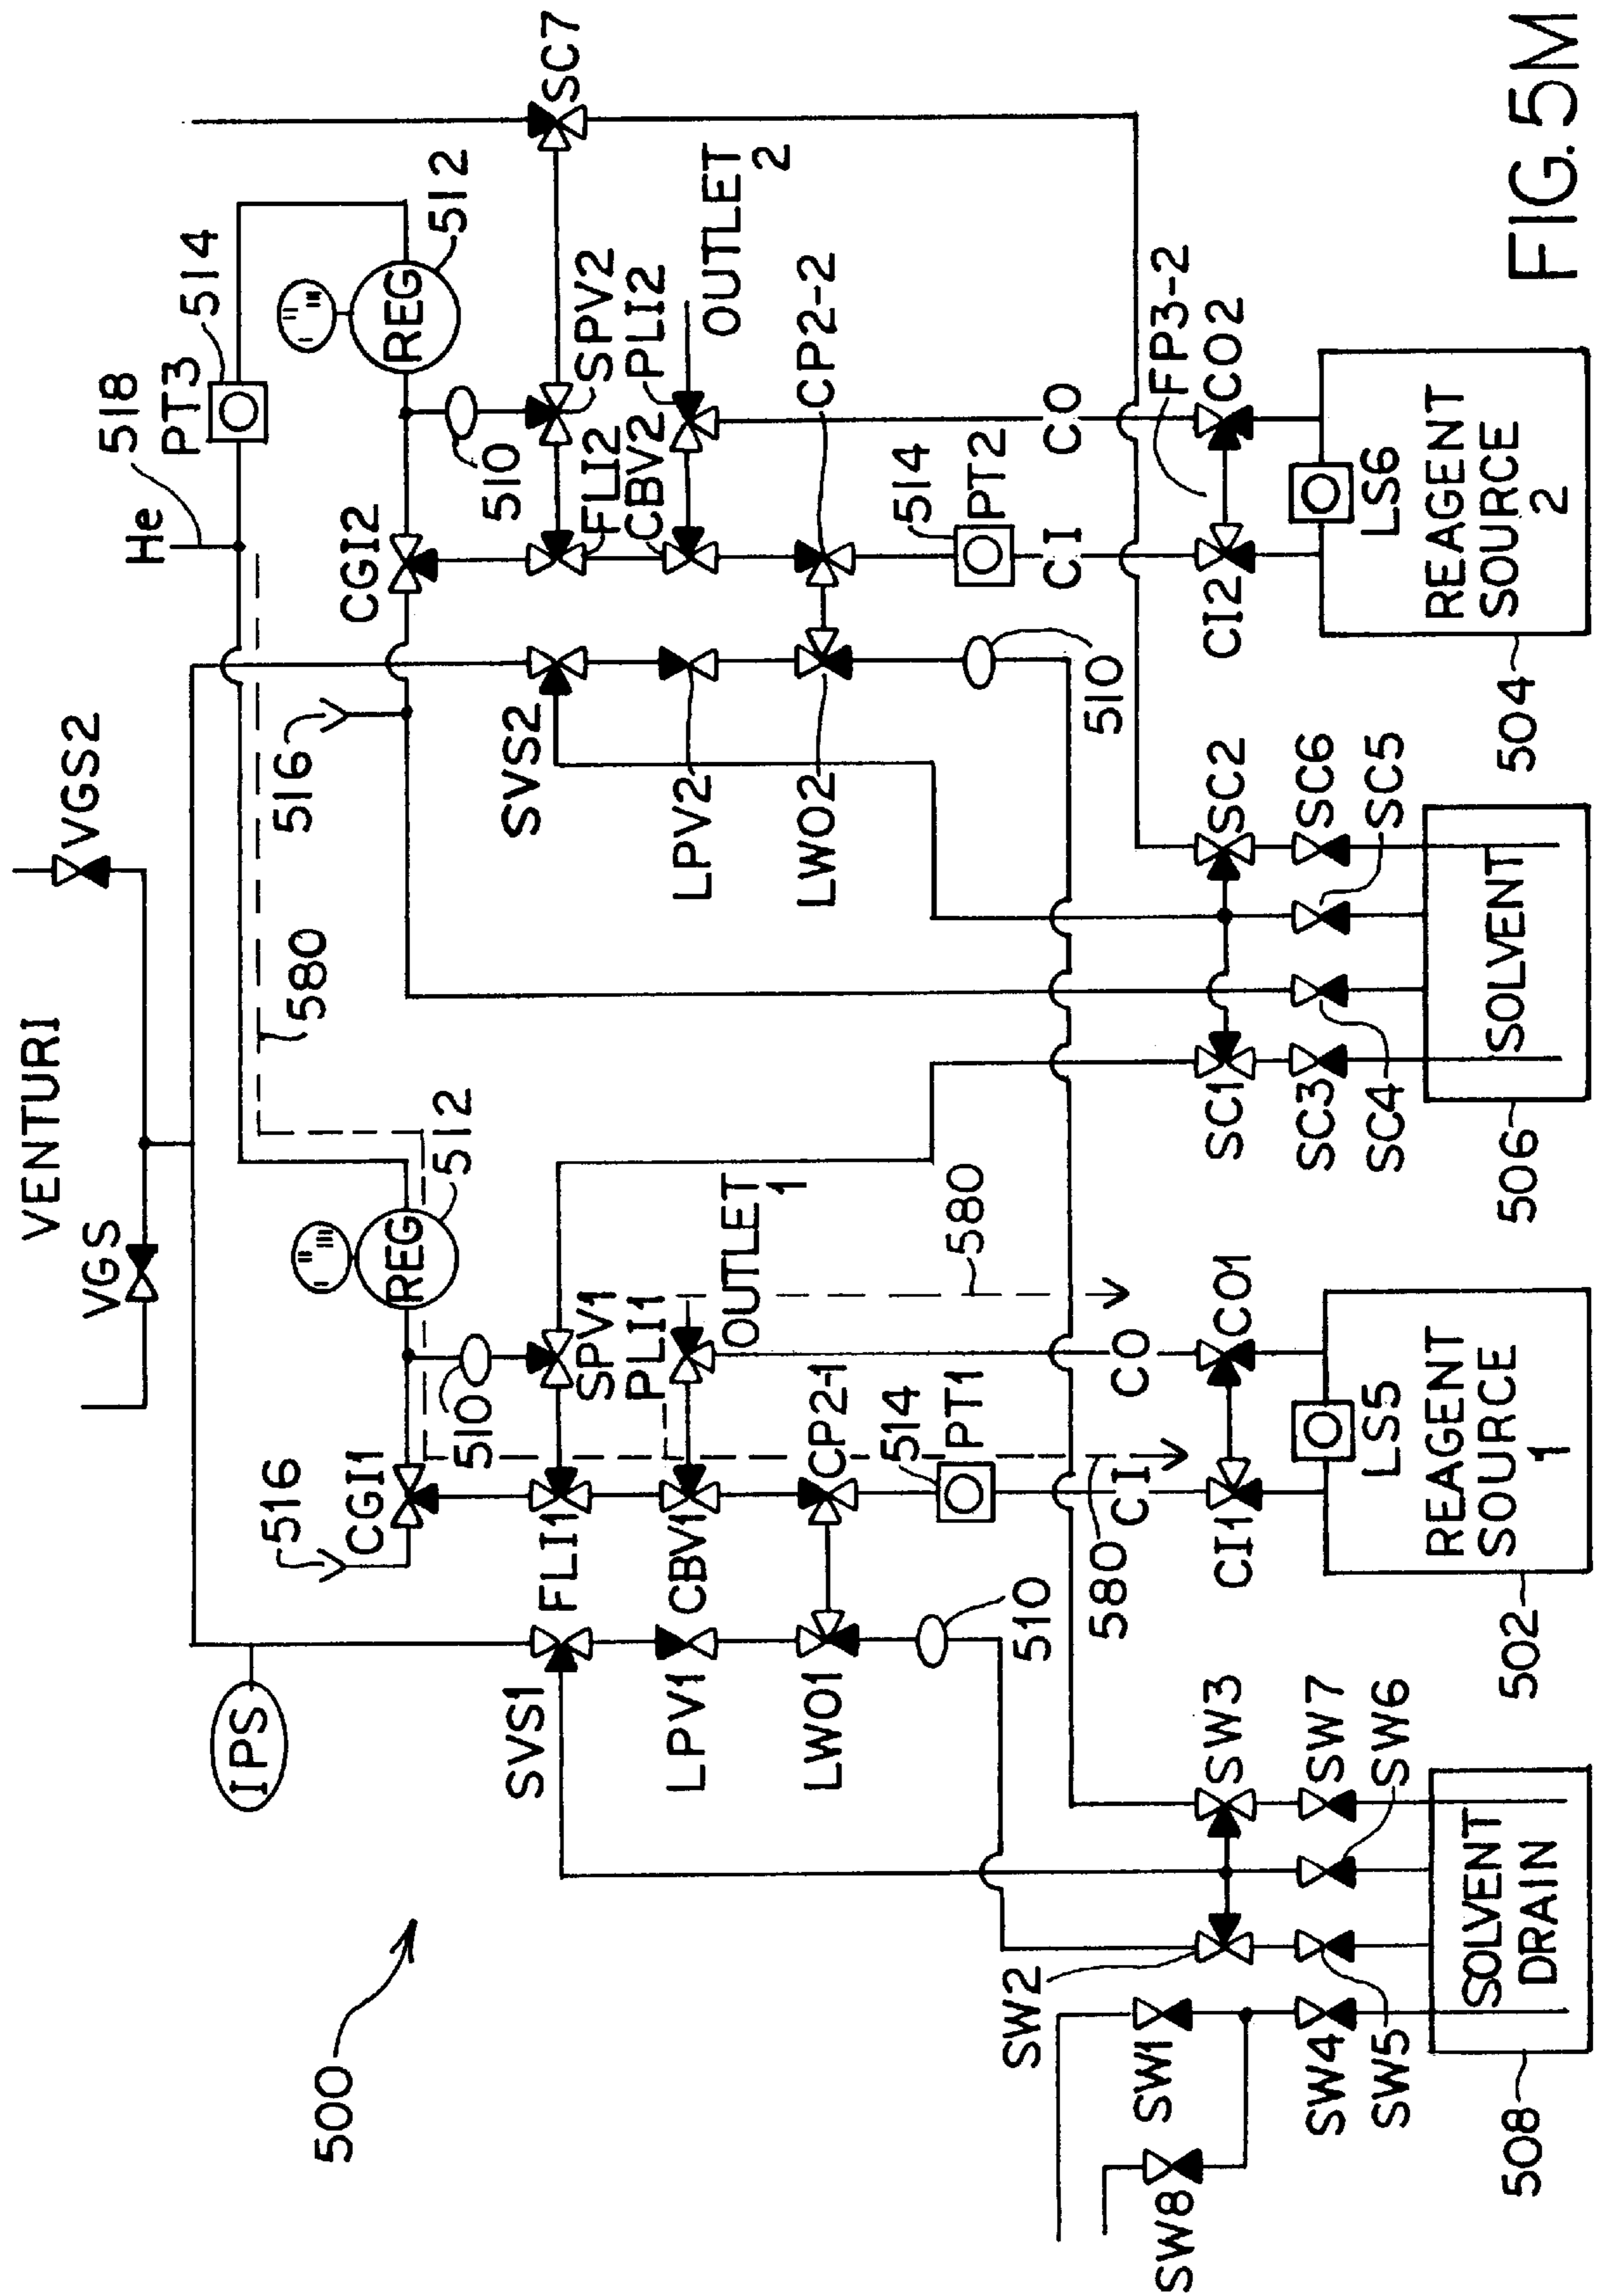 FIG. 5M
500
VENTURI
VGS
VGS2
IPS
580
516
He
518
PT3
514
512
REG
512
REG
516
CGI1
510
CGI2
510
SC7
SVS1
FLI1
SPV1
SVS2
FLI2
SPV2
LPV1
CBV1
PLI1
OUTLET
1
LPV2
CBV2
PLI2
OUTLET
2
LWO1
CP2-1
LWO2
CP2-2
510
514
PT1
580
510
514
PT2
580
CI
CO
CI
CO
FP3-2
SW2
SW1
SW8
SW3
CI1
CO1
SC1
SC2
CI2
CO2
SW4
SW5
SW7
SW6
LS5
SC3
SC4
SC6
SC5
LS6
SOLVENT
DRAIN
REAGENT
SOURCE
1
SOLVENT
REAGENT
SOURCE
2
508
502
506
504